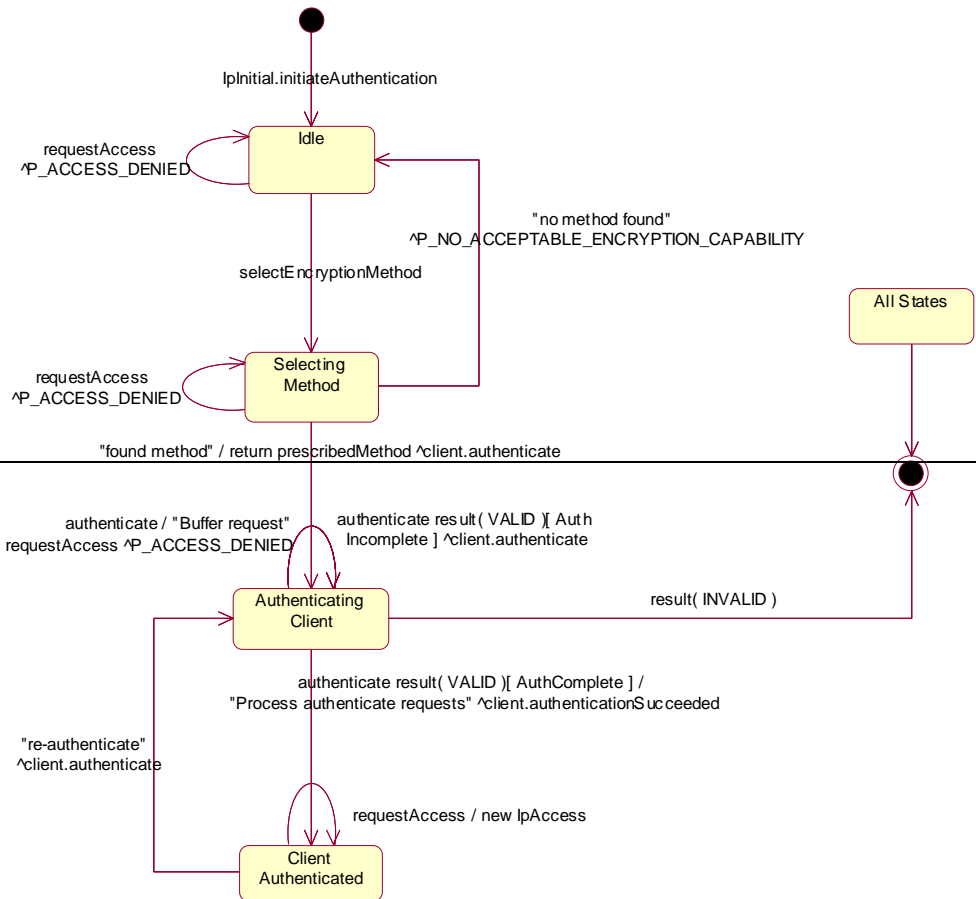 IpInitial.initiateAuthentication
Idle
requestAccess
^P_ACCESS_DENIED
"no method found"
^P_NO_ACCEPTABLE_ENCRYPTION_CAPABILITY
selectEncryptionMethod
All States
Selecting
Method
requestAccess
^P_ACCESS_DENIED
"found method" / return prescribedMethod ^client.authenticate
authenticate / "Buffer request"
requestAccess ^P_ACCESS_DENIED
authenticate result( VALID )[ Auth
Incomplete ] ^client.authenticate
Authenticating
Client
result( INVALID )
authenticate result( VALID )[ AuthComplete ] /
"Process authenticate requests" ^client.authenticationSucceeded
"re-authenticate"
^client.authenticate
requestAccess / new IpAccess
Client
Authenticated